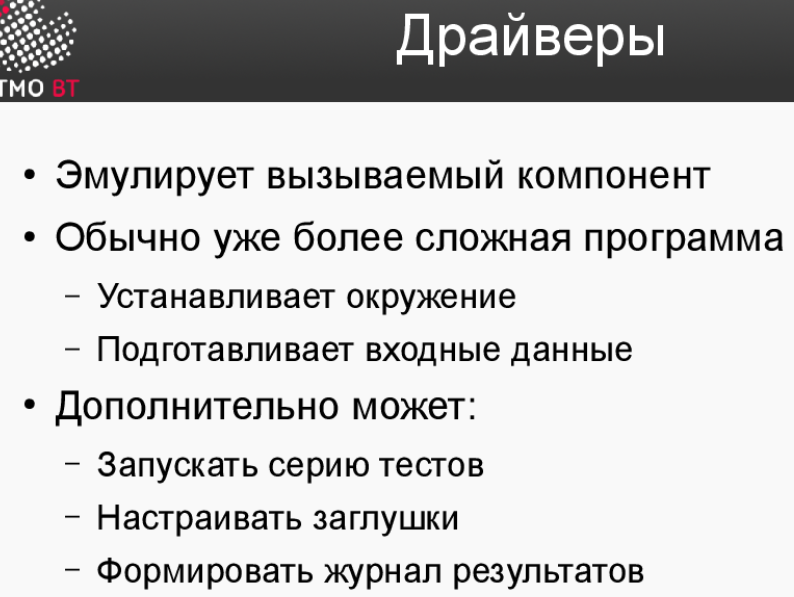 Драйверы
ТМО ВТ
• Эмулирует вызываемый компонент
• Обычно уже более сложная программа
– Устанавливает окружение
– Подготавливает входные данные
• Дополнительно может:
– Запускать серию тестов
– Настраивать заглушки
– Формировать журнал результатов